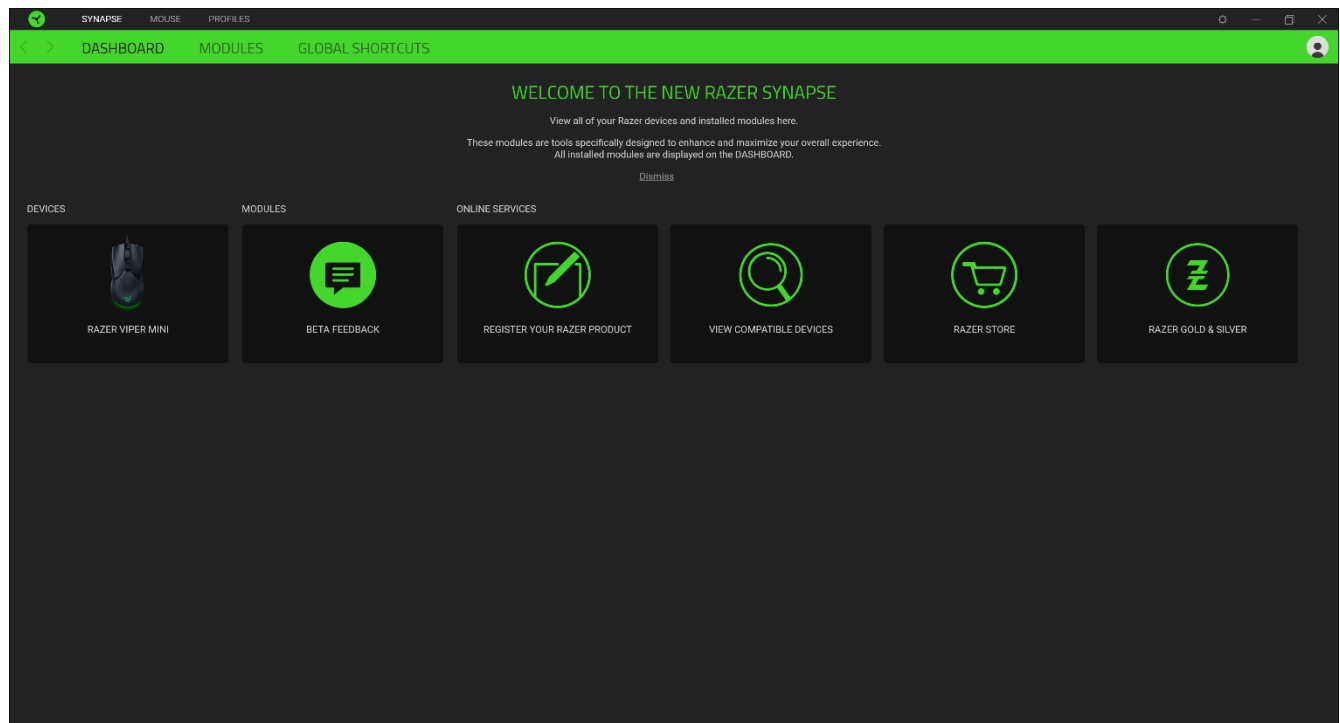 SYNAPSE MOUSE PROFILES
DASHBOARD MODULES GLOBAL SHORTCUTS
WELCOME TO THE NEW RAZER SYNAPSE
View all of your Razer devices and installed modules here.
These modules are tools specifically designed to enhance and maximize your overall experience.
All installed modules are displayed on the DASHBOARD.
Dismiss
DEVICES MODULES ONLINE SERVICES
RAZER VIPER MINI BETA FEEDBACK REGISTER YOUR RAZER PRODUCT VIEW COMPATIBLE DEVICES RAZER STORE RAZER GOLD & SILVER